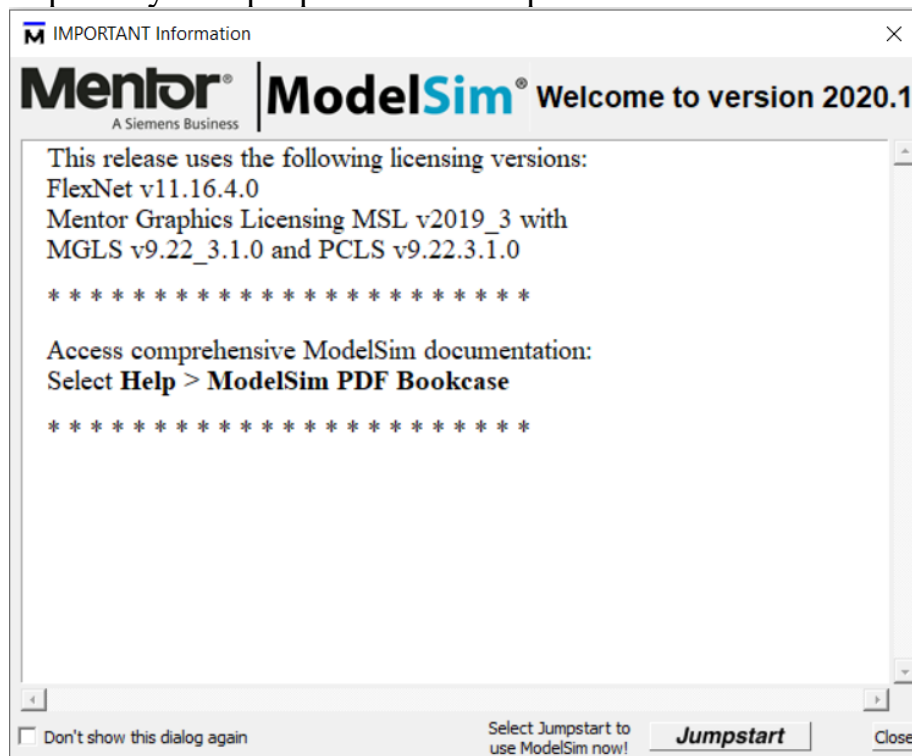 IMPORTANT Information
Mentor®
A Siemens Business
ModelSim®
Welcome to version 2020.1
This release uses the following licensing versions:
FlexNet v11.16.4.0
Mentor Graphics Licensing MSL v2019_3 with
MGLS v9.22_3.1.0 and PCLS v9.22.3.1.0
* * * * * * * * * * * * * * * * * * * * * * *
Access comprehensive ModelSim documentation:
Select Help > ModelSim PDF Bookcase
* * * * * * * * * * * * * * * * * * * * * * *
Don't show this dialog again
Select Jumpstart to
use ModelSim now!
Jumpstart
Close